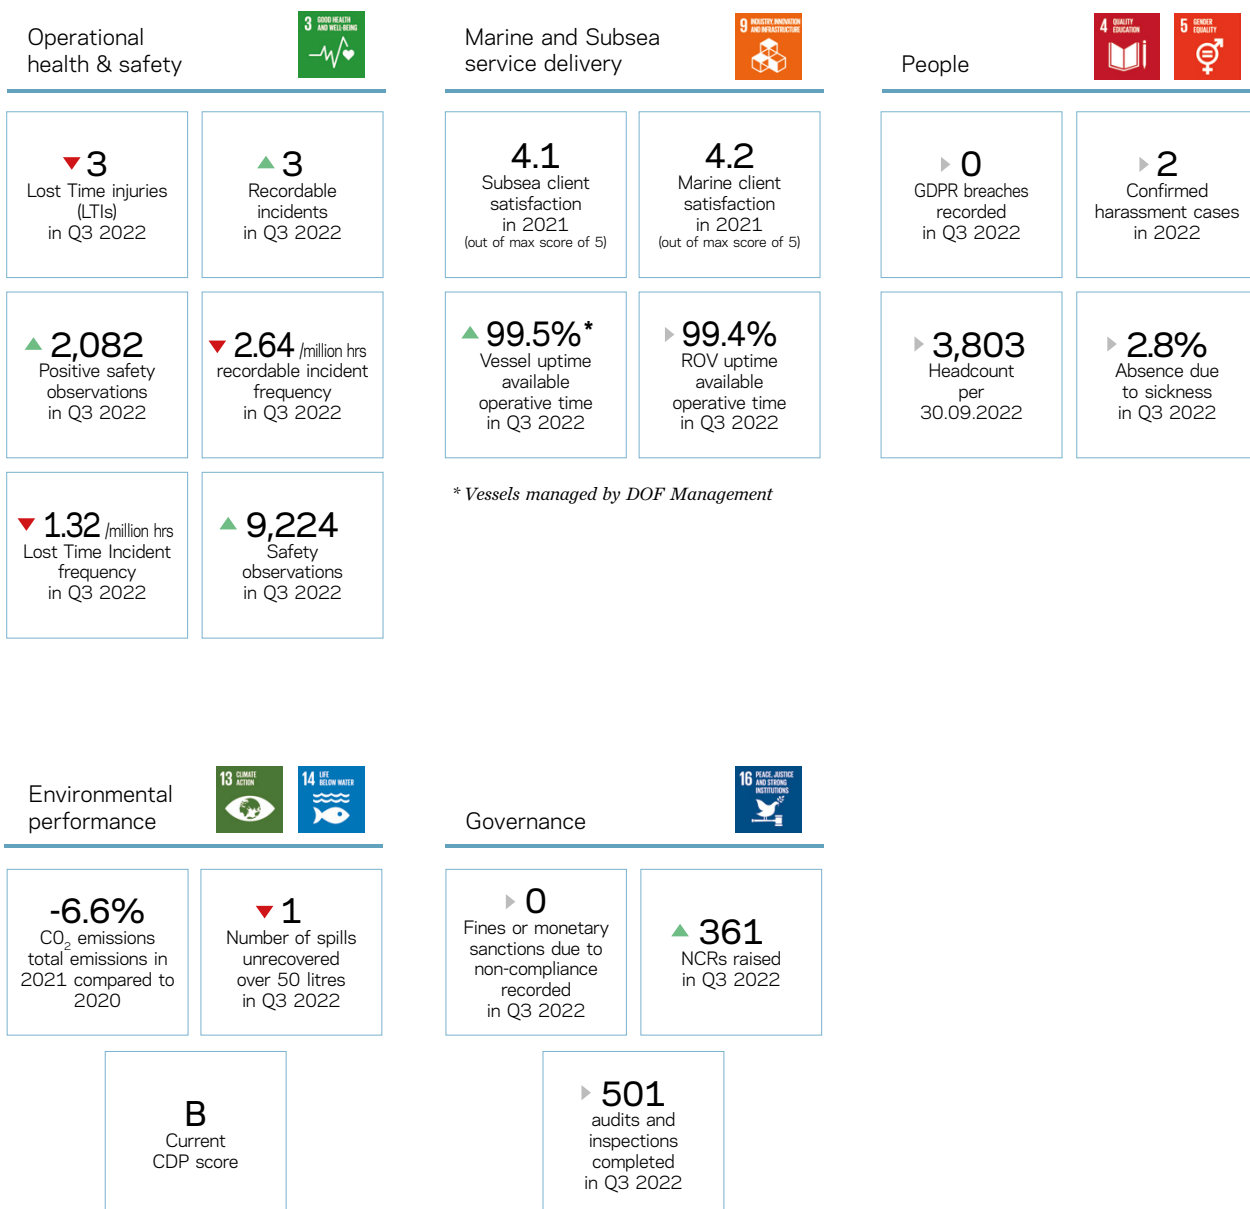 Operational
health & safety
3 GOOD HEALTH
AND WELL-BEING
3
Lost Time injuries
(LTIs)
in Q3 2022
3
Recordable
incidents
in Q3 2022
2,082
Positive safety
observations
in Q3 2022
2.64 /million hrs
recordable incident
frequency
in Q3 2022
1.32 /million hrs
Lost Time Incident
frequency
in Q3 2022
9,224
Safety
observations
in Q3 2022
Marine and Subsea
service delivery
9 INDUSTRY, INNOVATION
AND INFRASTRUCTURE
4.1
Subsea client
satisfaction
in 2021
(out of max score of 5)
4.2
Marine client
satisfaction
in 2021
(out of max score of 5)
99.5%*
Vessel uptime
available
operative time
in Q3 2022
99.4%
ROV uptime
available
operative time
in Q3 2022
* Vessels managed by DOF Management
People
4 QUALITY
EDUCATION
5 GENDER
EQUALITY
0
GDPR breaches
recorded
in Q3 2022
2
Confirmed
harassment cases
in 2022
3,803
Headcount
per
30.09.2022
2.8%
Absence due
to sickness
in Q3 2022
Environmental
performance
13 CLIMATE
ACTION
14 LIFE
BELOW WATER
-6.6%
CO2 emissions
total emissions in
2021 compared to
2020
1
Number of spills
unrecovered
over 50 litres
in Q3 2022
B
Current
CDP score
Governance
16 PEACE, JUSTICE
AND STRONG
INSTITUTIONS
0
Fines or monetary
sanctions due to
non-compliance
recorded
in Q3 2022
361
NCRs raised
in Q3 2022
501
audits and
inspections
completed
in Q3 2022